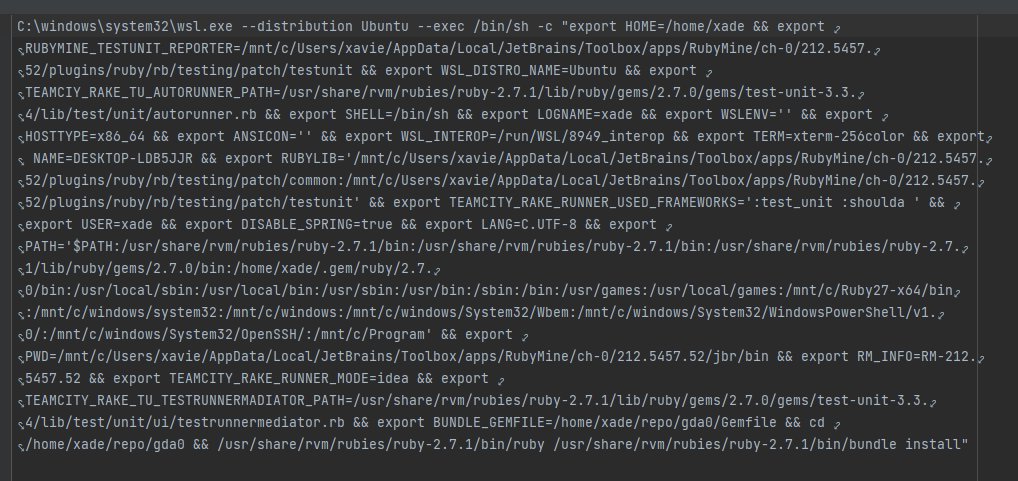 C:\windows\system32\wsl.exe --distribution Ubuntu --exec /bin/sh -c "export HOME=/home/xade && export
RUBYMINE_TESTUNIT_REPORTER=/mnt/c/Users/xavie/AppData/Local/JetBrains/Toolbox/apps/RubyMine/ch-0/212.5457.
52/plugins/ruby/rb/testing/patch/testunit && export WSL_DISTRO_NAME=Ubuntu && export
TEAMCIY_RAKE_TU_AUTORUNNER_PATH=/usr/share/rvm/rubies/ruby-2.7.1/lib/ruby/gems/2.7.0/gems/test-unit-3.3.
4/lib/test/unit/autorunner.rb && export SHELL=/bin/sh && export LOGNAME=xade && export WSLENV='' && export
HOSTTYPE=x86_64 && export ANSICON='' && export WSL_INTEROP=/run/WSL/8949_interop && export TERM=xterm-256color && export
NAME=DESKTOP-LDB5JJR && export RUBYLIB='/mnt/c/Users/xavie/AppData/Local/JetBrains/Toolbox/apps/RubyMine/ch-0/212.5457.
52/plugins/ruby/rb/testing/patch/common:/mnt/c/Users/xavie/AppData/Local/JetBrains/Toolbox/apps/RubyMine/ch-0/212.5457.
52/plugins/ruby/rb/testing/patch/testunit' && export TEAMCITY_RAKE_RUNNER_USED_FRAMEWORKS=':test_unit :shoulda ' &&
export USER=xade && export DISABLE_SPRING=true && export LANG=C.UTF-8 && export
PATH='$PATH:/usr/share/rvm/rubies/ruby-2.7.1/bin:/usr/share/rvm/rubies/ruby-2.7.1/bin:/usr/share/rvm/rubies/ruby-2.7.
1/lib/ruby/gems/2.7.0/bin:/home/xade/.gem/ruby/2.7.
0/bin:/usr/local/sbin:/usr/local/bin:/usr/sbin:/usr/bin:/sbin:/bin:/usr/games:/usr/local/games:/mnt/c/Ruby27-x64/bin
:/mnt/c/windows/system32:/mnt/c/windows:/mnt/c/windows/System32/Wbem:/mnt/c/windows/System32/WindowsPowerShell/v1.
0/:/mnt/c/windows/System32/OpenSSH/:/mnt/c/Program' && export
PWD=/mnt/c/Users/xavie/AppData/Local/JetBrains/Toolbox/apps/RubyMine/ch-0/212.5457.52/jbr/bin && export RM_INFO=RM-212.
5457.52 && export TEAMCITY_RAKE_RUNNER_MODE=idea && export
TEAMCITY_RAKE_TU_TESTRUNNERMADIATOR_PATH=/usr/share/rvm/rubies/ruby-2.7.1/lib/ruby/gems/2.7.0/gems/test-unit-3.3.
4/lib/test/unit/ui/testrunnermediator.rb && export BUNDLE_GEMFILE=/home/xade/repo/gda0/Gemfile && cd
/home/xade/repo/gda0 && /usr/share/rvm/rubies/ruby-2.7.1/bin/ruby /usr/share/rvm/rubies/ruby-2.7.1/bin/bundle install"